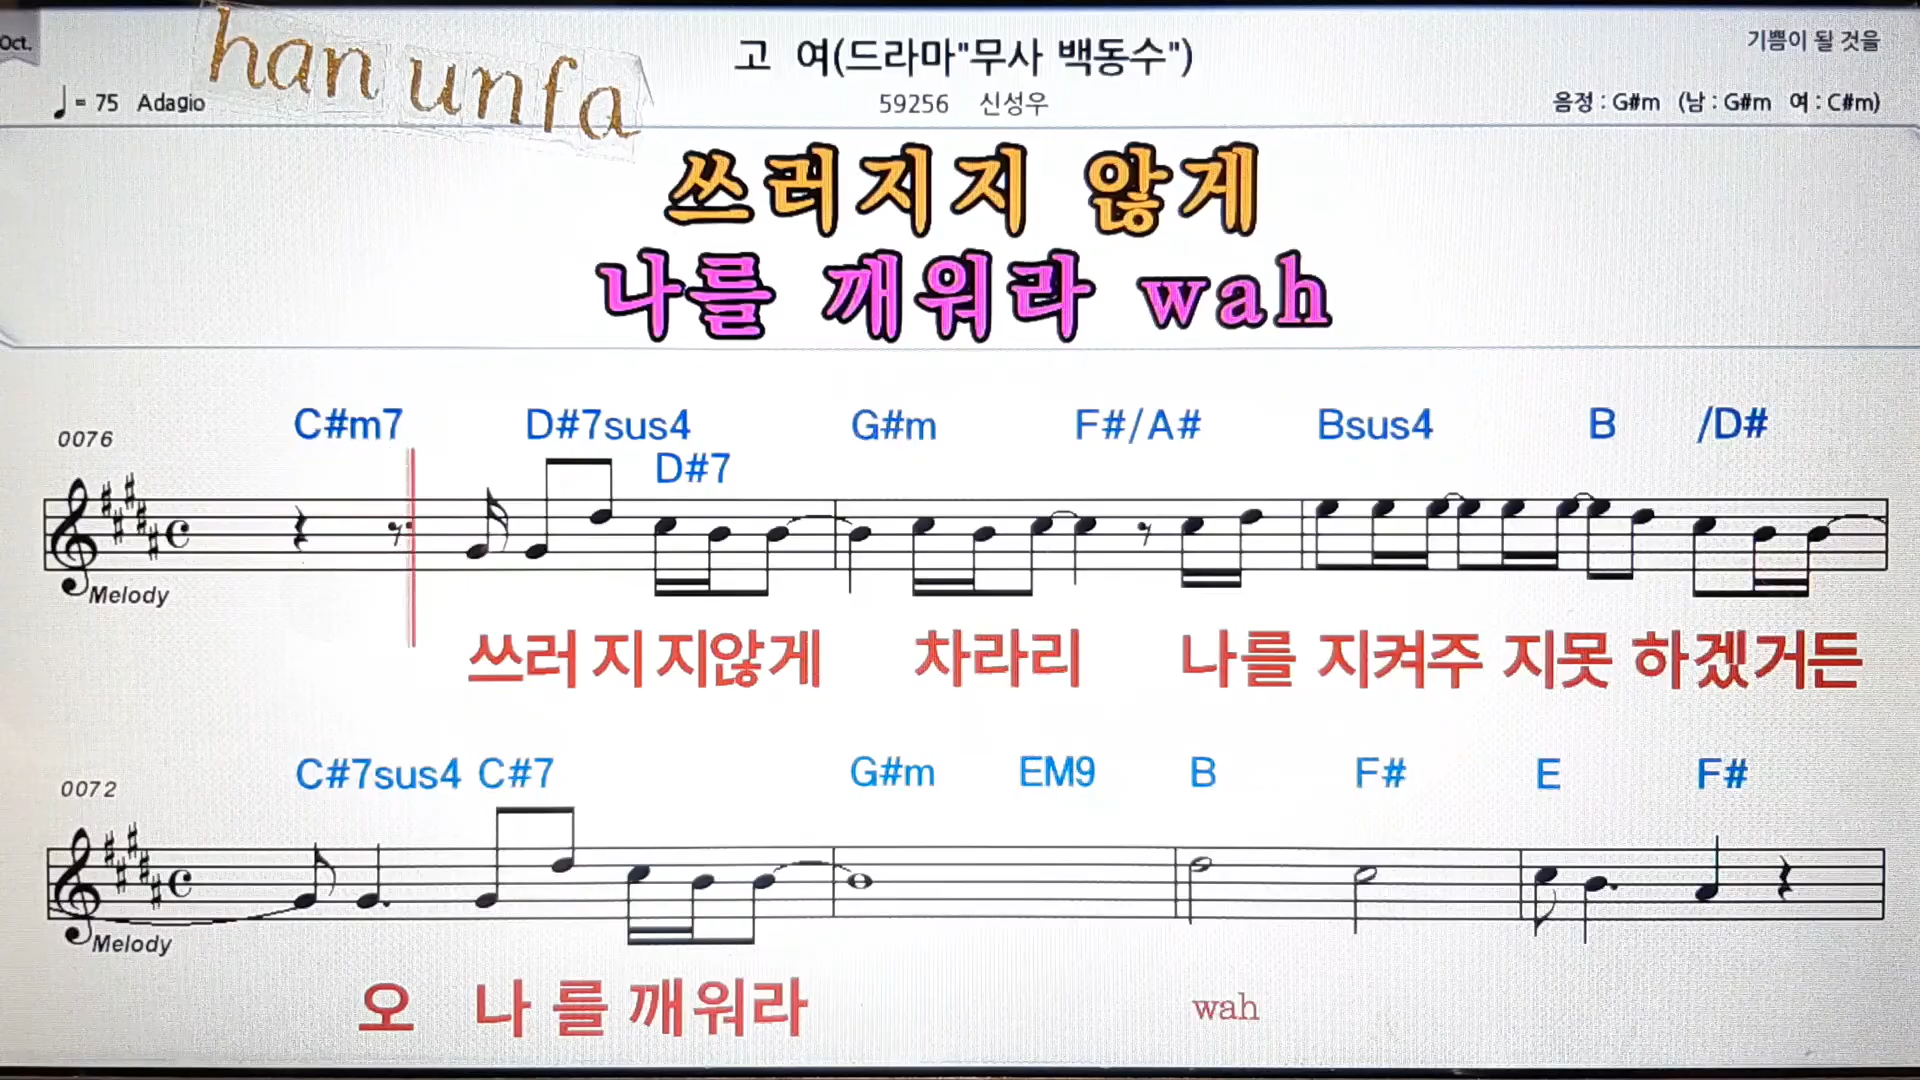 Oct.
han unfa
고 여(드라마"무사 백동수")
기쁨이 될 것을
♩= 75 Adagio
59256 신성우
음정 : G#m (남 : G#m 여 : C#m)
쓰러지지 않게
나를 깨워라 wah
0076
C#m7 D#7sus4 G#m F#/A# Bsus4 B /D#
D#7
Melody
쓰러 지 지않게 차라리 나를 지켜주 지못 하겠거든
0072
C#7sus4 C#7 G#m EM9 B F# E F#
Melody
오 나 를 깨워라 wah